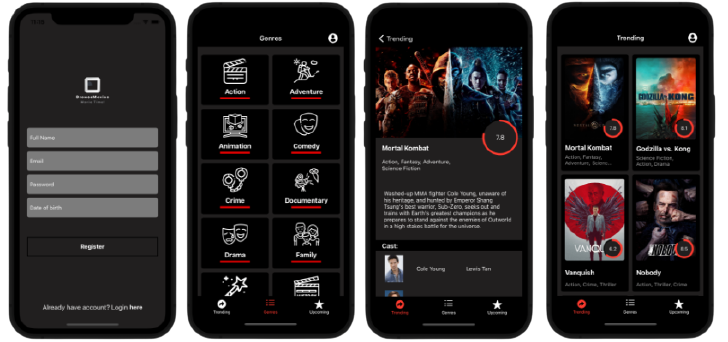 11:12
BrowseMovies
Full Name
Email
Password
Date of birth
Register
Already have account? Login here
Genres
Action
Adventure
Animation
Comedy
Crime
Documentary
Drama
Family
Trending
Genres
Upcoming
Trending
7.8
Mortal Kombat
Action, Fantasy, Adventure,
Science Fiction
Washed-up MMA fighter Cole Young, unaware of
his heritage, and hunted by Emperor Shang
Tsung's best warrior, Sub-Zero, seeks out and
trains with Earth's greatest champions as he
prepares to stand against the enemies of Outworld
in a high stakes battle for the universe.
Cast:
Cole Young
Lewis Tan
Trending
Genres
Upcoming
Trending
7.8
Mortal Kombat
Action, Fantasy,
Adventure, Scienc...
GODZILLA KONG
8.1
Godzilla vs. Kong
Science Fiction,
Action, Drama
VANQUISH
6.2
Vanquish
Action, Crime, Thriller
NOBODY
8.5
Nobody
Action, Thriller, Crime
Trending
Genres
Upcoming